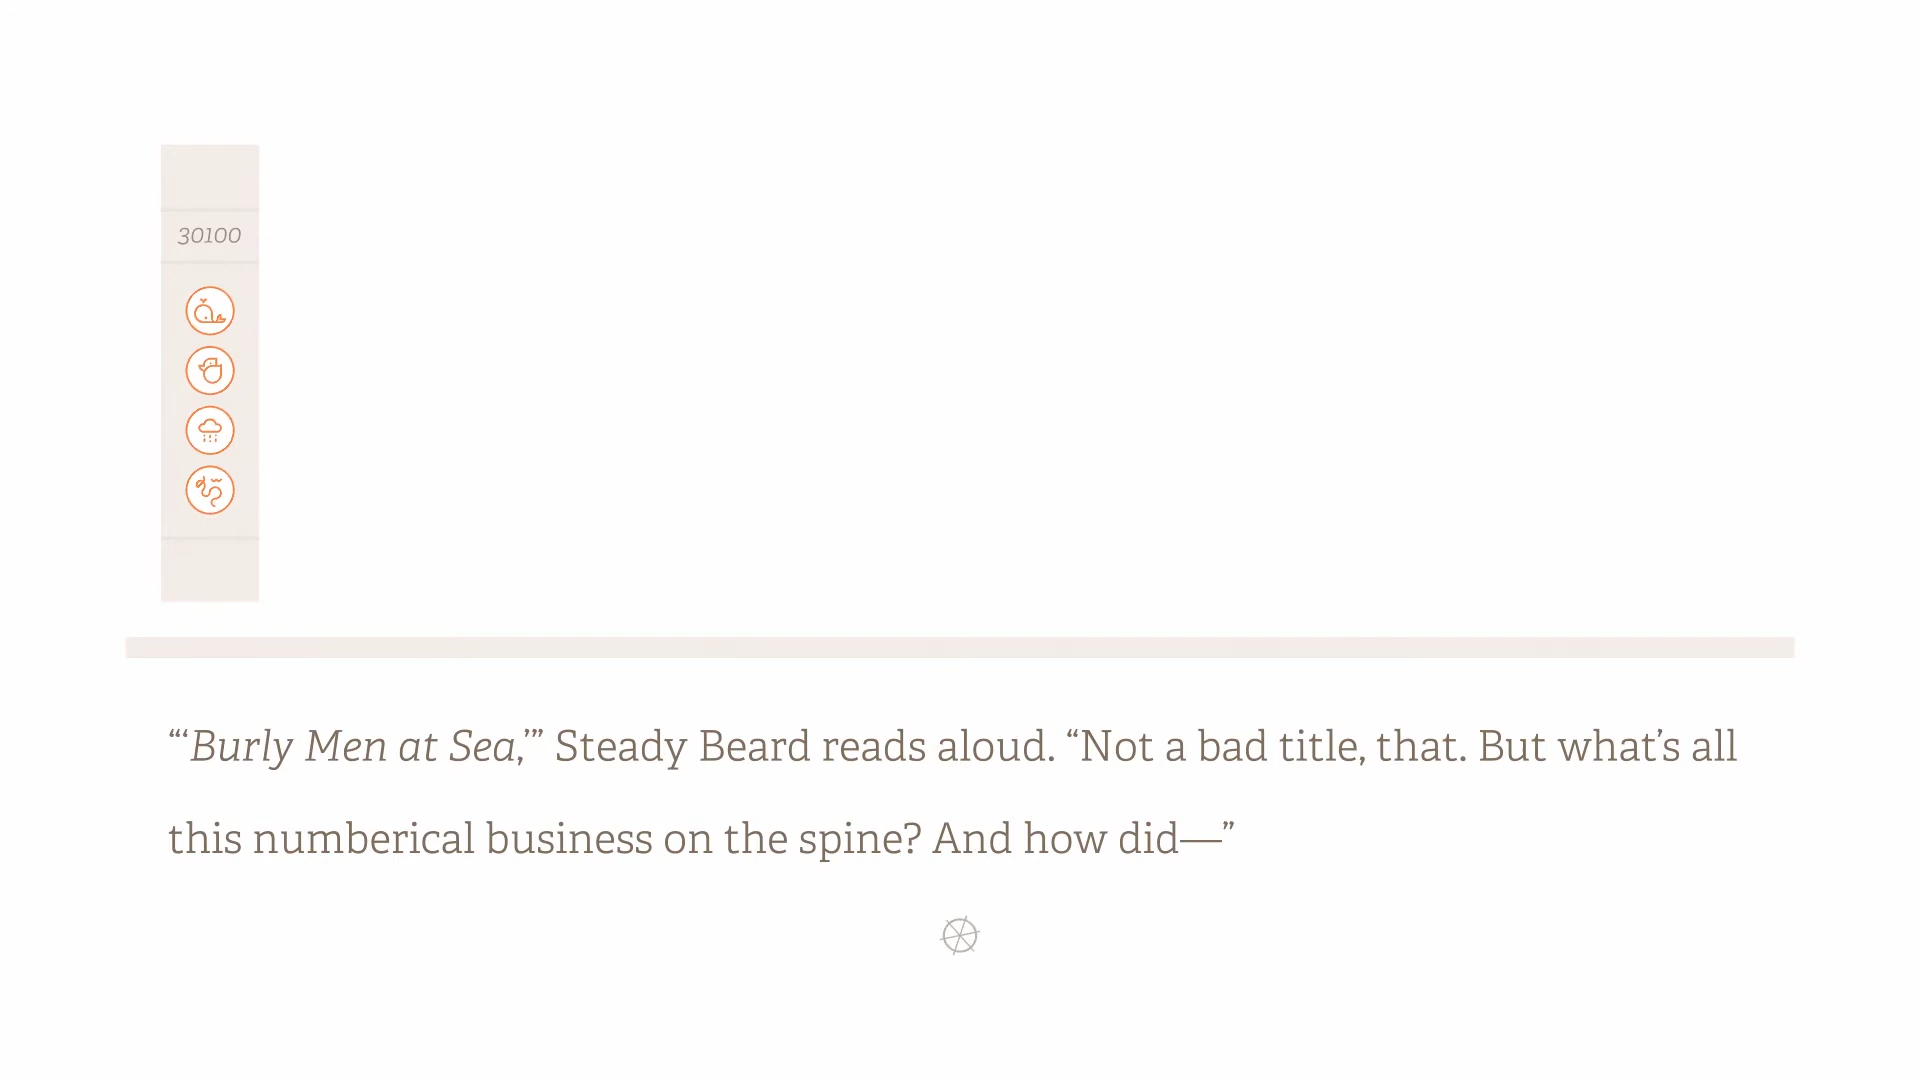 30100
“‘Burly Men at Sea,’” Steady Beard reads aloud. “Not a bad title, that. But what’s all
this numberical business on the spine? And how did—”